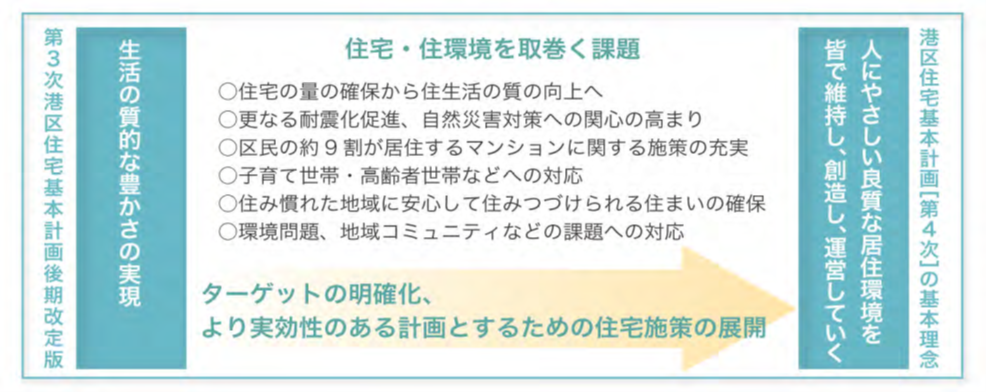 第3次港区住宅基本計画後期改定版
生活の質的な豊かさの実現
住宅・住環境を取巻く課題
○住宅の量の確保から住生活の質の向上へ
○更なる耐震化促進、自然災害対策への関心の高まり
○区民の約9割が居住するマンションに関する施策の充実
○子育て世帯・高齢者世帯などへの対応
○住み慣れた地域に安心して住みつづけられる住まいの確保
○環境問題、地域コミュニティなどの課題への対応
ターゲットの明確化、
より実効性のある計画とするための住宅施策の展開
人にやさしい良質な居住環境を
皆で維持し、創造し、運営していく
港区住宅基本計画[第4次]の基本理念